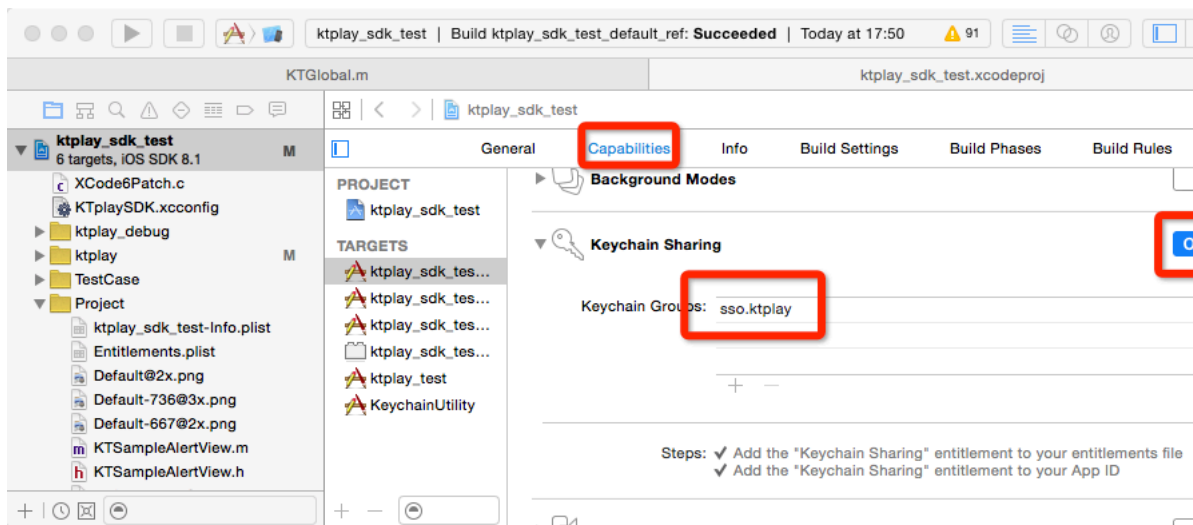 ktplay_sdk_test | Build ktplay_sdk_test_default_ref: Succeeded | Today at 17:50 91
KTGlobal.m
ktplay_sdk_test.xcodeproj
ktplay_sdk_test
6 targets, iOS SDK 8.1 M
XCode6Patch.c
KTplaySDK.xcconfig
ktplay_debug
ktplay M
TestCase
Project
ktplay_sdk_test-Info.plist
Entitlements.plist
Default@2x.png
Default-736@3x.png
Default-667@2x.png
KTSampleAlertView.m
KTSampleAlertView.h
ktplay_sdk_test
General Capabilities Info Build Settings Build Phases Build Rules
PROJECT
ktplay_sdk_test
TARGETS
ktplay_sdk_tes...
ktplay_sdk_tes...
ktplay_sdk_tes...
ktplay_sdk_tes...
ktplay_test
KeychainUtility
Background Modes
Keychain Sharing
Keychain Groups: sso.ktplay
Steps: ✓ Add the "Keychain Sharing" entitlement to your entitlements file
✓ Add the "Keychain Sharing" entitlement to your App ID